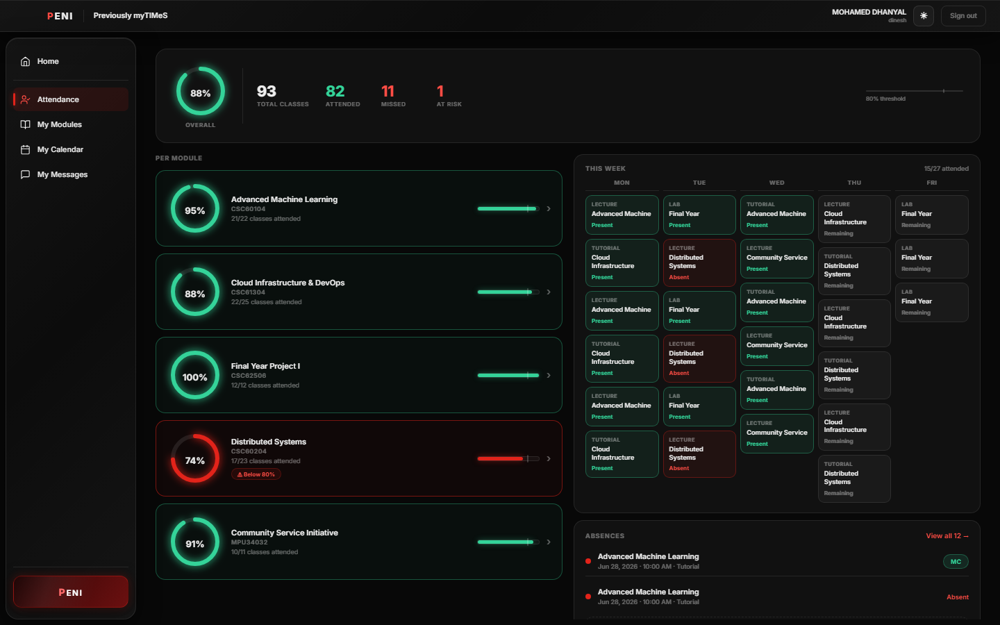 PENI
Previously myTIMeS
MOHAMED DHANYAL
dinesh
Sign out
Home
Attendance
My Modules
My Calendar
My Messages
PENI
88%
OVERALL
93
TOTAL CLASSES
82
ATTENDED
11
MISSED
1
AT RISK
80% threshold
PER MODULE
95%
Advanced Machine Learning
CSC60104
21/22 classes attended
88%
Cloud Infrastructure & DevOps
CSC61304
22/25 classes attended
100%
Final Year Project I
CSC62506
12/12 classes attended
74%
Distributed Systems
CSC60204
17/23 classes attended
Below 80%
91%
Community Service Initiative
MPU34032
10/11 classes attended
THIS WEEK
15/27 attended
MON
LECTURE
Advanced Machine
Present
TUTORIAL
Cloud
Infrastructure
Present
LECTURE
Advanced Machine
Present
TUTORIAL
Cloud
Infrastructure
Present
LECTURE
Advanced Machine
Present
TUTORIAL
Cloud
Infrastructure
Present
TUE
LAB
Final Year
Present
LECTURE
Distributed
Systems
Absent
LAB
Final Year
Present
LECTURE
Distributed
Systems
Absent
LAB
Final Year
Present
LECTURE
Distributed
Systems
Absent
WED
TUTORIAL
Advanced Machine
Present
LECTURE
Community Service
Present
TUTORIAL
Advanced Machine
Present
LECTURE
Community Service
Present
TUTORIAL
Advanced Machine
Present
LECTURE
Community Service
Present
THU
LECTURE
Cloud
Infrastructure
Remaining
TUTORIAL
Distributed
Systems
Remaining
LECTURE
Cloud
Infrastructure
Remaining
TUTORIAL
Distributed
Systems
Remaining
LECTURE
Cloud
Infrastructure
Remaining
TUTORIAL
Distributed
Systems
Remaining
FRI
LAB
Final Year
Remaining
LAB
Final Year
Remaining
LAB
Final Year
Remaining
ABSENCES
View all 12 →
Advanced Machine Learning
Jun 28, 2026 · 10:00 AM · Tutorial
MC
Advanced Machine Learning
Jun 28, 2026 · 10:00 AM · Tutorial
Absent